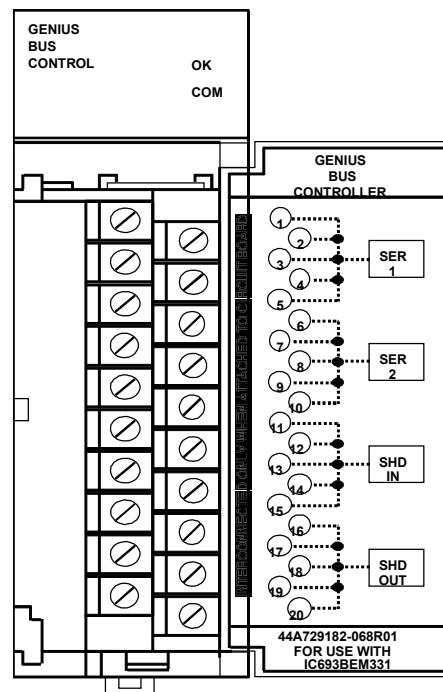 GENIUS
BUS
CONTROL
OK
COM
GENIUS
BUS
CONTROLLER
INTERCONNECTED ONLY WHEN ATTACHED TO CIRCUIT BOARD
1
2
3
4
5
SER
1
6
7
8
9
10
SER
2
11
12
13
14
15
SHD
IN
16
17
18
19
20
SHD
OUT
44A729182-068R01
FOR USE WITH
IC693BEM331